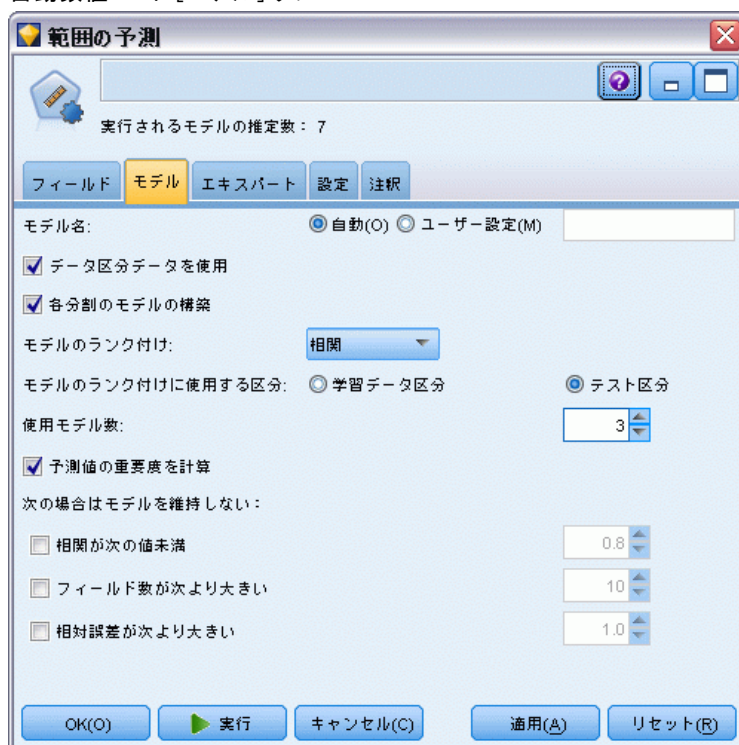 範囲の予測
実行されるモデルの推定数: 7
フィールド モデル エキスパート 設定 注釈
モデル名: 自動(O) ユーザー設定(M)
データ区分データを使用
各分割のモデルの構築
モデルのランク付け: 相関
モデルのランク付けに使用する区分: 学習データ区分 テスト区分
使用モデル数: 3
予測値の重要度を計算
次の場合はモデルを維持しない:
相関が次の値未満 0.8
フィールド数が次より大きい 10
相対誤差が次より大きい 1.0
OK(O) 実行 キャンセル(C) 適用(A) リセット(R)